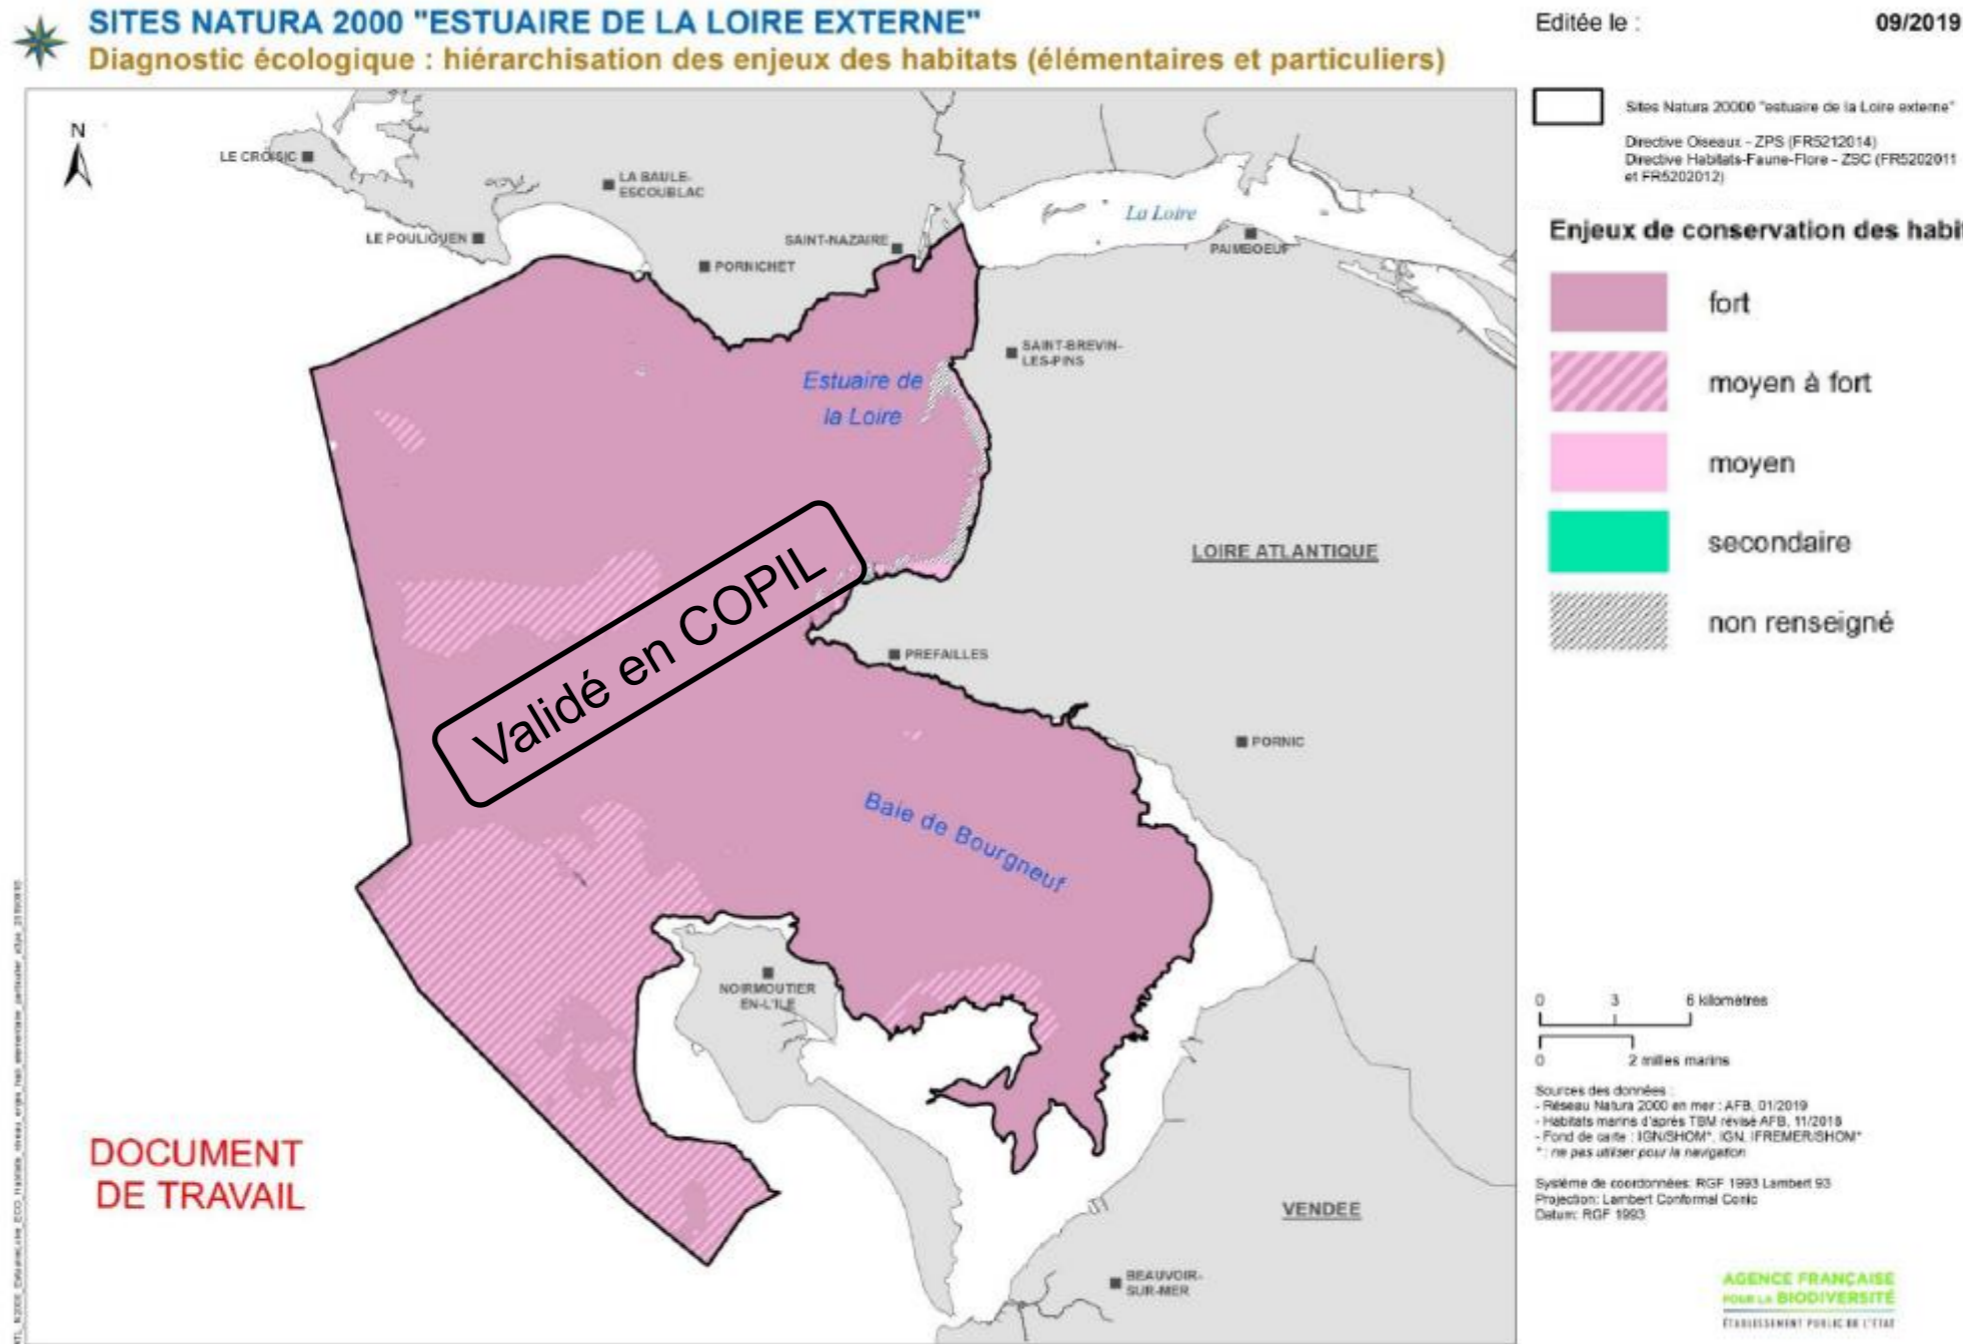 SITES NATURA 2000 "ESTUAIRE DE LA LOIRE EXTERNE"
Diagnostic écologique : hiérarchisation des enjeux des habitats (élémentaires et particuliers)
Editée le : 09/2019
N
LE CROISIC
LA BAULE-
ESCOUBLAC
LE POULIGUEN
PORNICHET
SAINT-NAZAIRE
La Loire
PAIMBOEUF
SAINT-BREVIN-
LES-PINS
Estuaire de
la Loire
LOIRE ATLANTIQUE
Validé en COPIL
PREFAILLES
PORNIC
Baie de Bourgneuf
NOIRMOUTIER
EN-L'ILE
VENDEE
BEAUVOIR-
SUR-MER
DOCUMENT
DE TRAVAIL
Sites Natura 20000 "estuaire de la Loire externe"
Directive Oiseaux - ZPS (FR5212014)
Directive Habitats-Faune-Flore - ZSC (FR5202011
et FR5202012)
Enjeux de conservation des habit
fort
moyen à fort
moyen
secondaire
non renseigné
0 3 6 kilomètres
0 2 milles marins
Sources des données :
- Réseau Natura 2000 en mer : AFB, 01/2019
- Habitats marins d'après TBM révisé AFB, 11/2018
- Fond de carte : IGN/SHOM*, IGN, IFREMER/SHOM*
* : ne pas utiliser pour la navigation
Système de coordonnées: RGF 1993 Lambert 93
Projection: Lambert Conformal Conic
Datum: RGF 1993
AGENCE FRANÇAISE
POUR LA BIODIVERSITÉ
ÉTABLISSEMENT PUBLIC DE L'ÉTAT